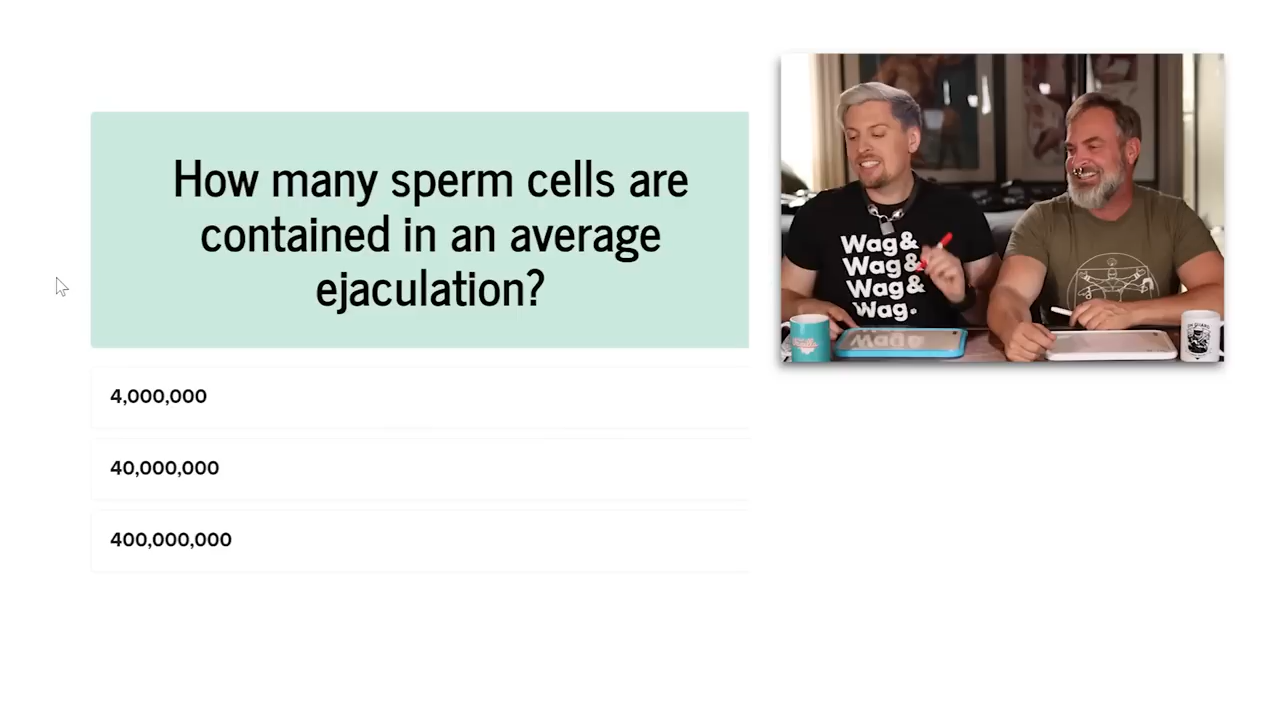 How many sperm cells are
contained in an average
ejaculation?
4,000,000
40,000,000
400,000,000
Wag&
Wag&
Wag&
Wag.